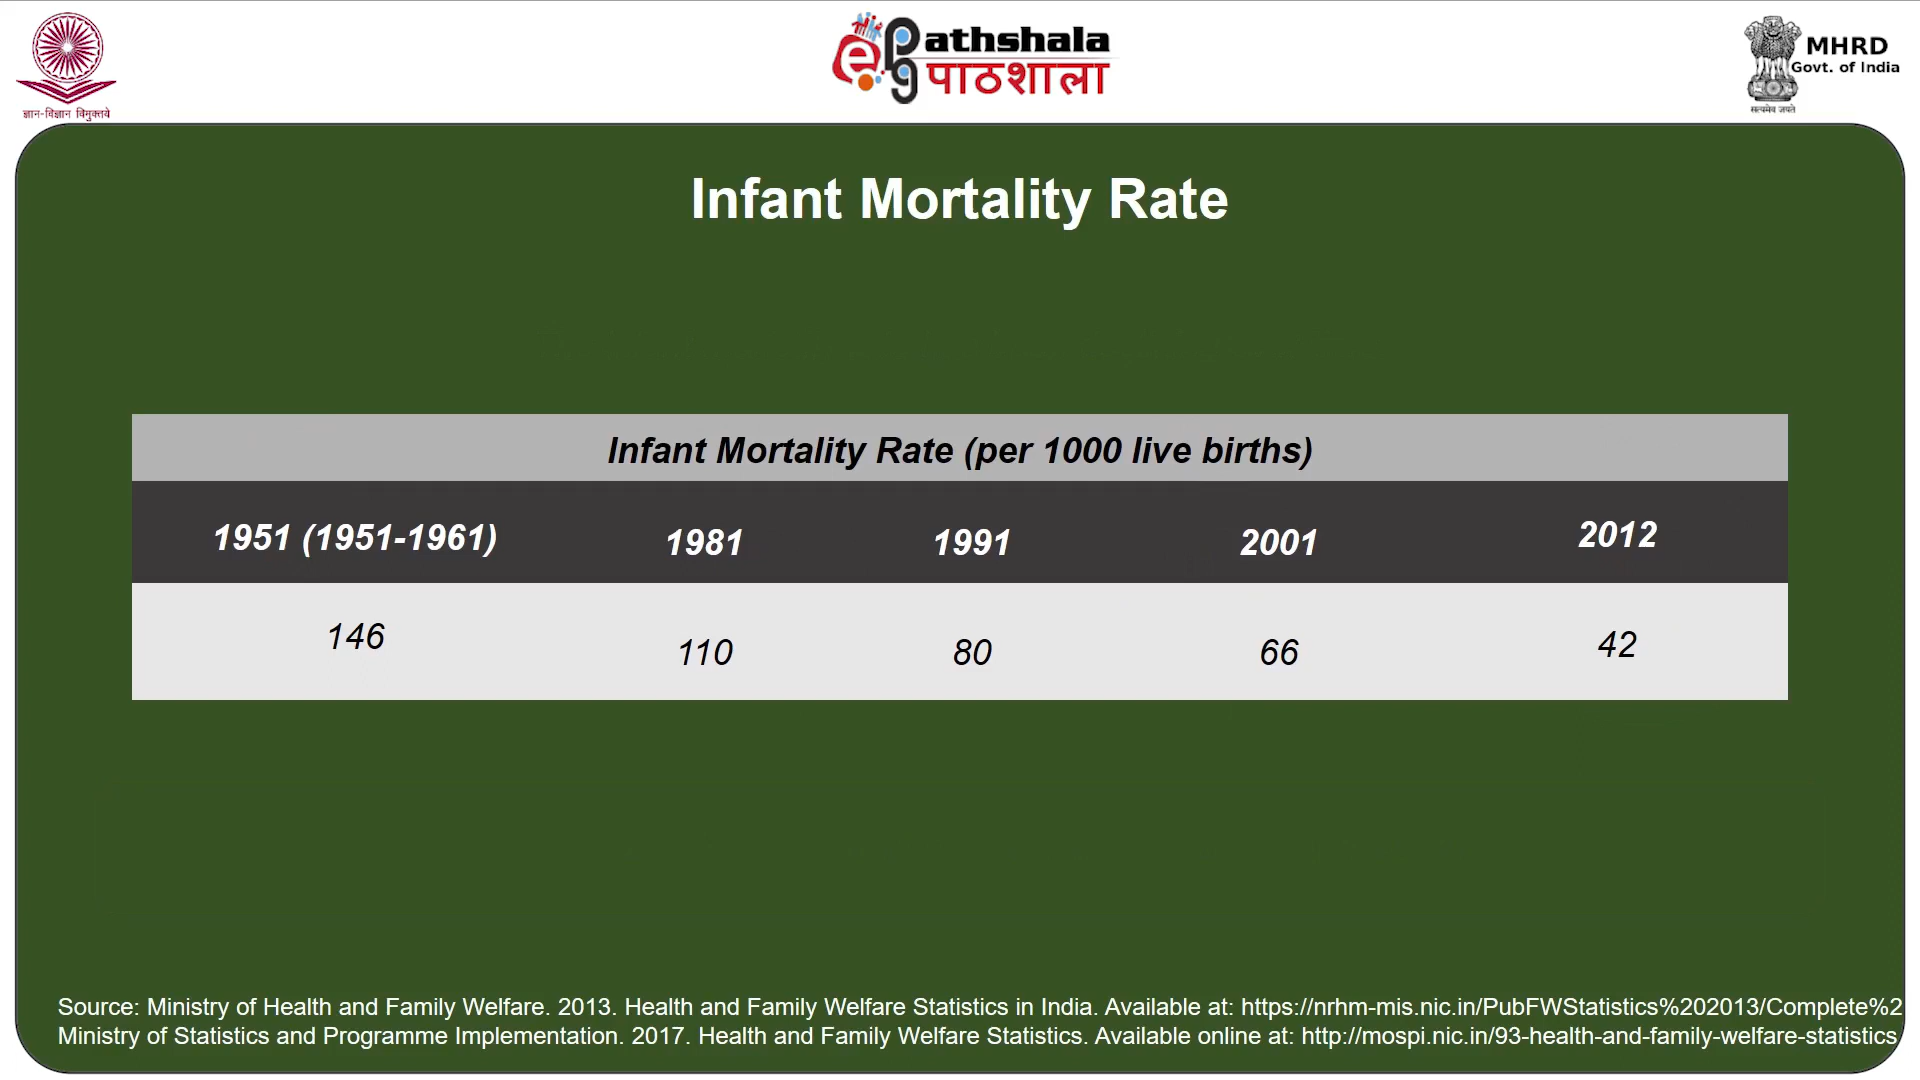 ज्ञान-विज्ञान विमुक्तये
ePG Pathshala
पाठशाला
MHRD
Govt. of India
सत्यमेव जयते
Infant Mortality Rate
Infant Mortality Rate (per 1000 live births)
1951 (1951-1961) 1981 1991 2001 2012
146 110 80 66 42
Source: Ministry of Health and Family Welfare. 2013. Health and Family Welfare Statistics in India. Available at: https://nrhm-mis.nic.in/PubFWStatistics%202013/Complete%2
Ministry of Statistics and Programme Implementation. 2017. Health and Family Welfare Statistics. Available online at: http://mospi.nic.in/93-health-and-family-welfare-statistics